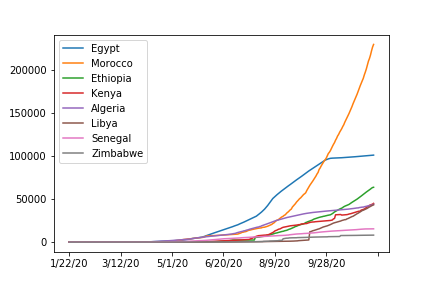 Egypt
Morocco
Ethiopia
Kenya
Algeria
Libya
Senegal
Zimbabwe
200000
150000
100000
50000
0
1/22/20 3/12/20 5/1/20 6/20/20 8/9/20 9/28/20